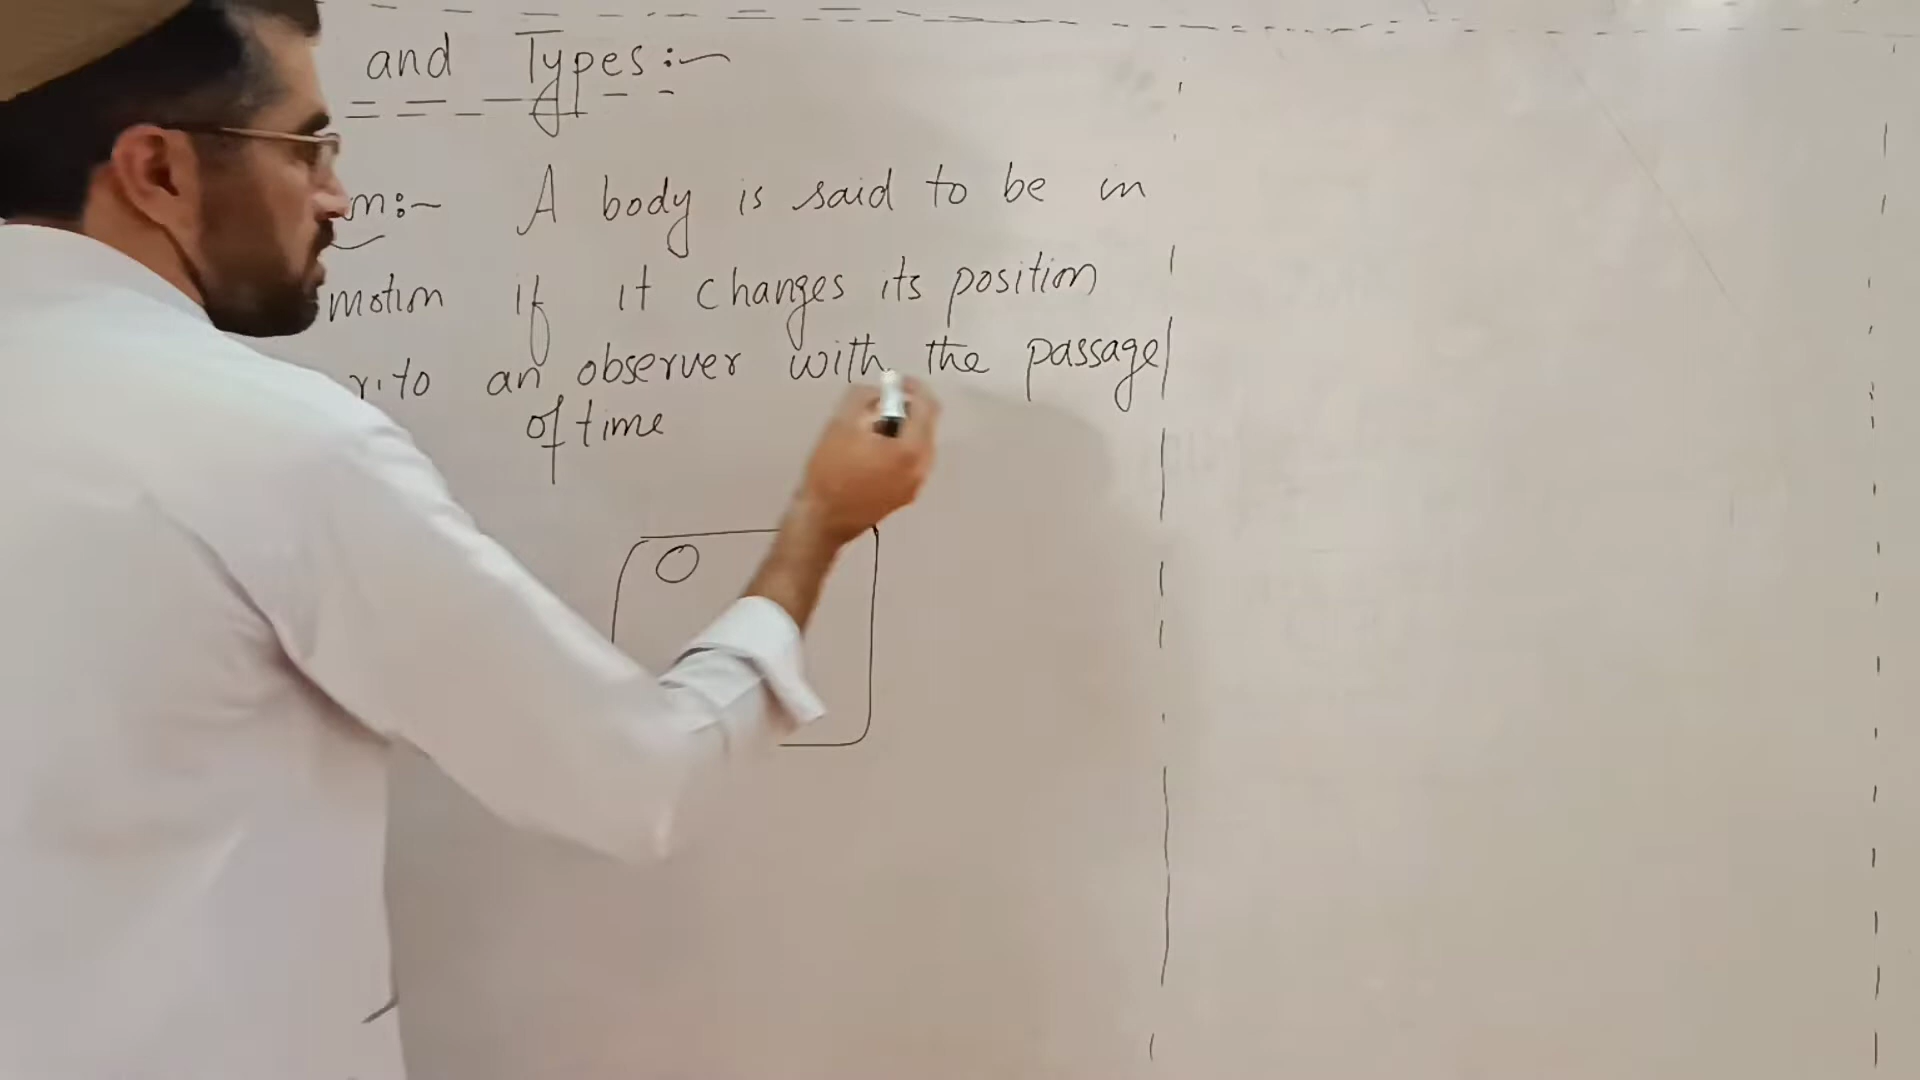 and Types:-
n:- A body is said to be in
motion if it changes its position
r.to an observer with the passage
of time